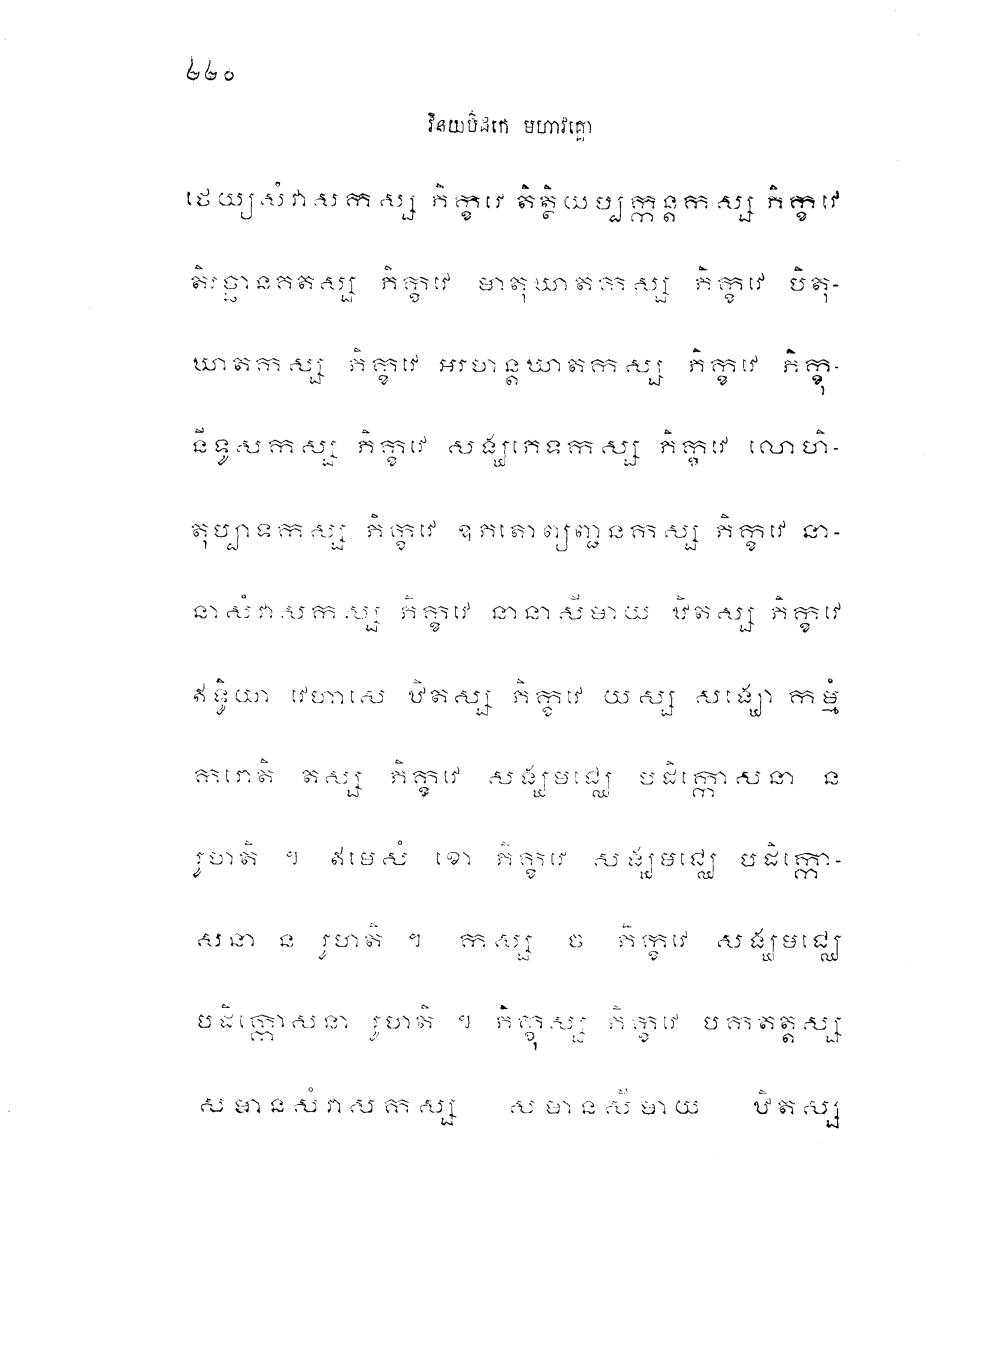 ២២០
វិនយបិដកេ មហាវគ្គោ
ថេយ្យសំវាសកស្ស ភិក្ខវេ តិត្ថិយប្បក្កន្តកស្ស ភិក្ខវេ
តិរច្ឆានគតស្ស ភិក្ខវេ មាតុឃាតកស្ស ភិក្ខវេ បិតុ-
ឃាតកស្ស ភិក្ខវេ អរហន្តឃាតកស្ស ភិក្ខវេ ភិក្ខុ-
នីទូសកស្ស ភិក្ខវេ សង្ឃភេទកស្ស ភិក្ខវេ លោហិ-
តុប្បាទកស្ស ភិក្ខវេ ឧភតោព្យញ្ជនកស្ស ភិក្ខវេ នា-
នាសំវាសកស្ស ភិក្ខវេ នានាសីមាយ ឋិតស្ស ភិក្ខវេ
ឥទ្ធិយា វេហាសេ ឋិតស្ស ភិក្ខវេ យស្ស សង្ឃោ កម្មំ
ករោតិ តស្ស ភិក្ខវេ សង្ឃមជ្ឈេ បដិក្កោសនា ន
រូហតិ ។ ឥមេសំ ខោ ភិក្ខវេ សង្ឃមជ្ឈេ បដិក្កោ-
សនា ន រូហតិ ។ កស្ស ច ភិក្ខវេ សង្ឃមជ្ឈេ
បដិក្កោសនា រូហតិ ។ ភិក្ខុស្ស ភិក្ខវេ បកតត្តស្ស
សមានសំវាសកស្ស សមានសីមាយ ឋិតស្ស